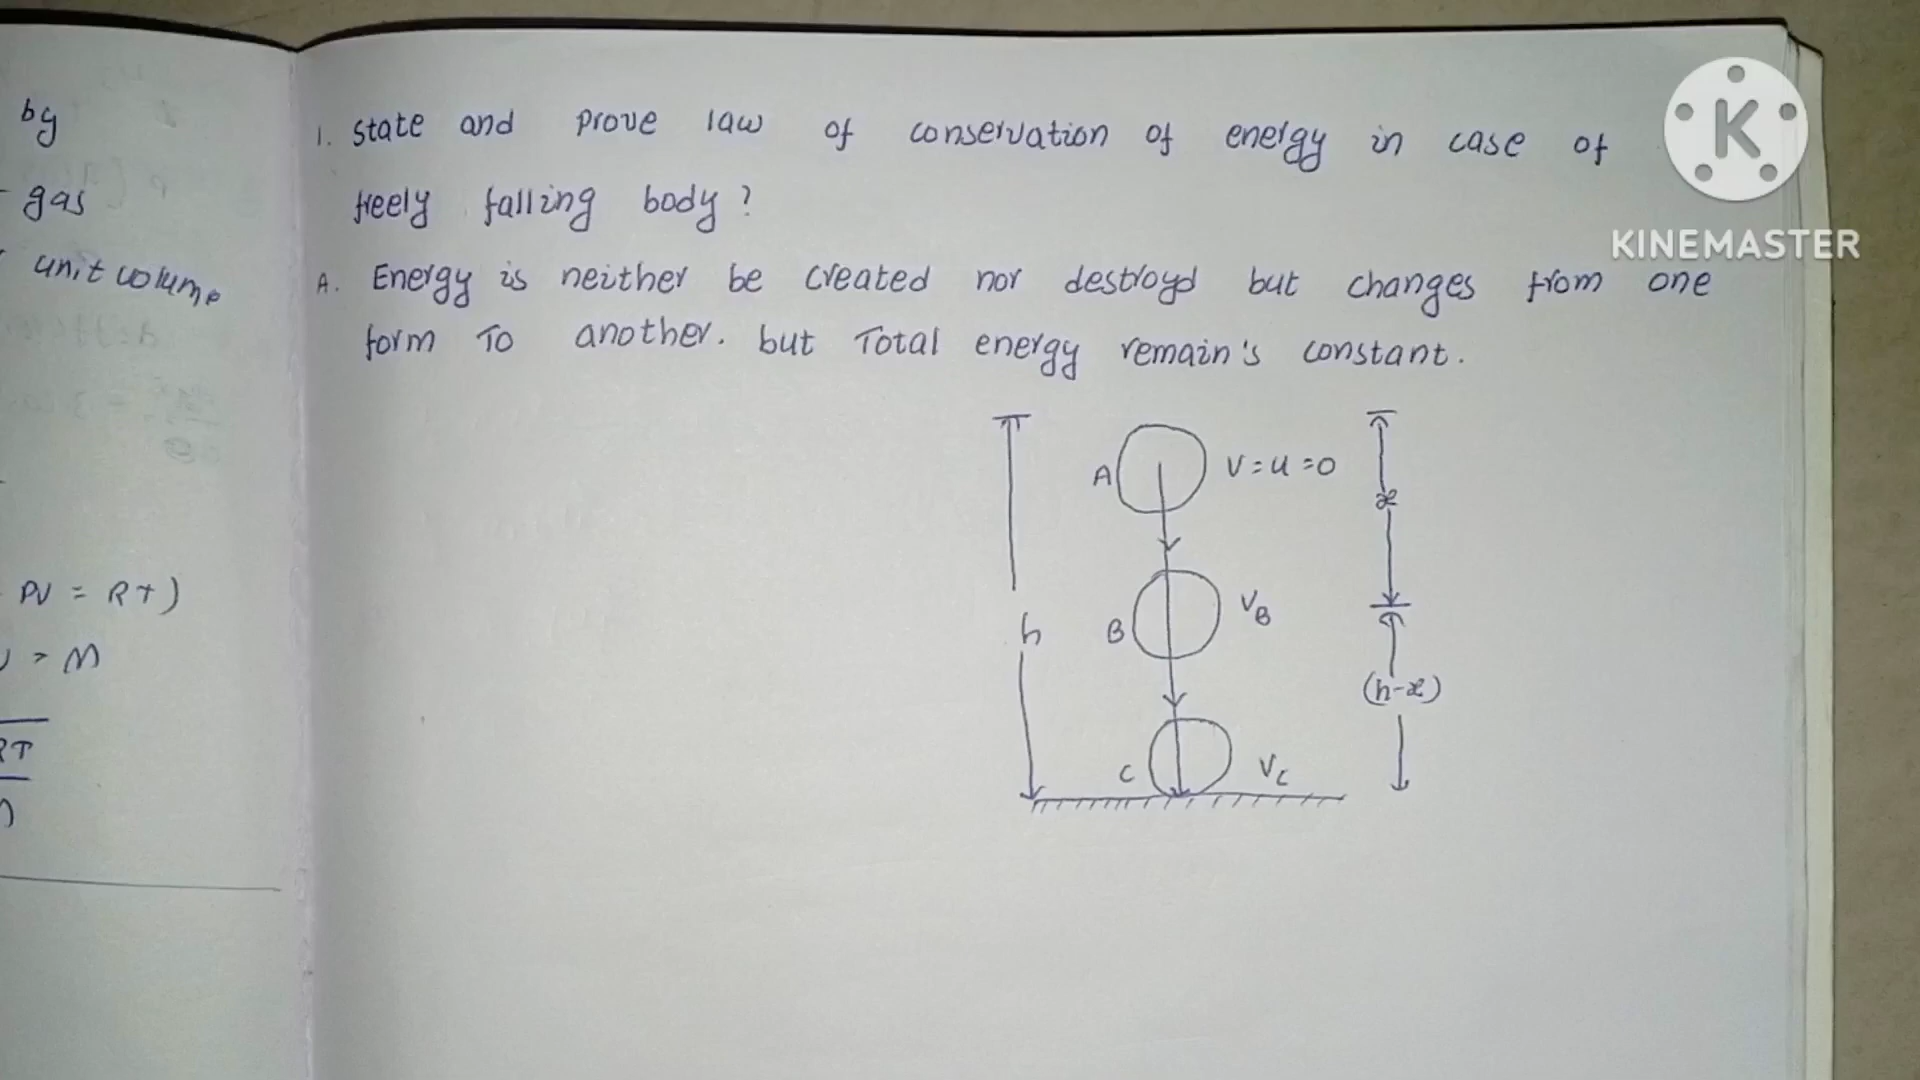 by
gas
unit volume
PV = RT)
= M
RT
1. state and prove law of conservation of energy in case of
freely falling body?
A. Energy is neither be created nor destroyd but changes from one
form To another. but Total energy remain's constant.
A V=u=0 x
h B VB
(h-x)
C VC
K
KINEMASTER